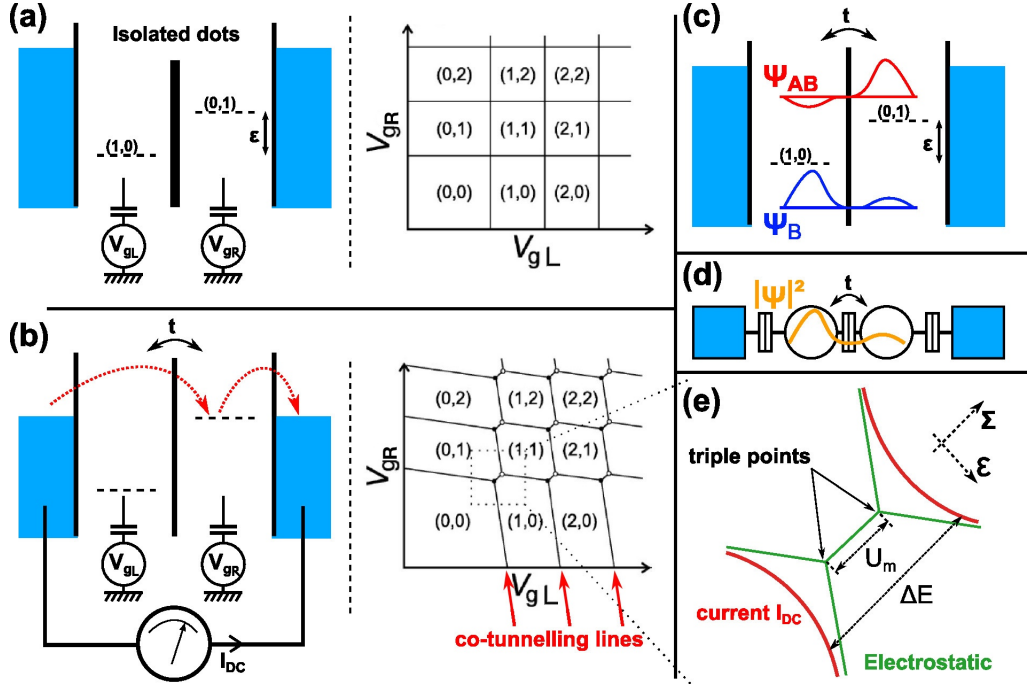 (a)
Isolated dots
(0,1)
ε
(1,0)
VgL
VgR
VgR
(0,2) (1,2) (2,2)
(0,1) (1,1) (2,1)
(0,0) (1,0) (2,0)
VgL
(b)
t
VgL
VgR
IDC
VgR
(0,2) (1,2) (2,2)
(0,1) (1,1) (2,1)
(0,0) (1,0) (2,0)
VgL
co-tunnelling lines
(c)
t
ΨAB
(0,1)
(1,0)
ε
ΨB
(d)
|Ψ|² t
(e)
Σ
ε
triple points
Um
ΔE
current IDC
Electrostatic